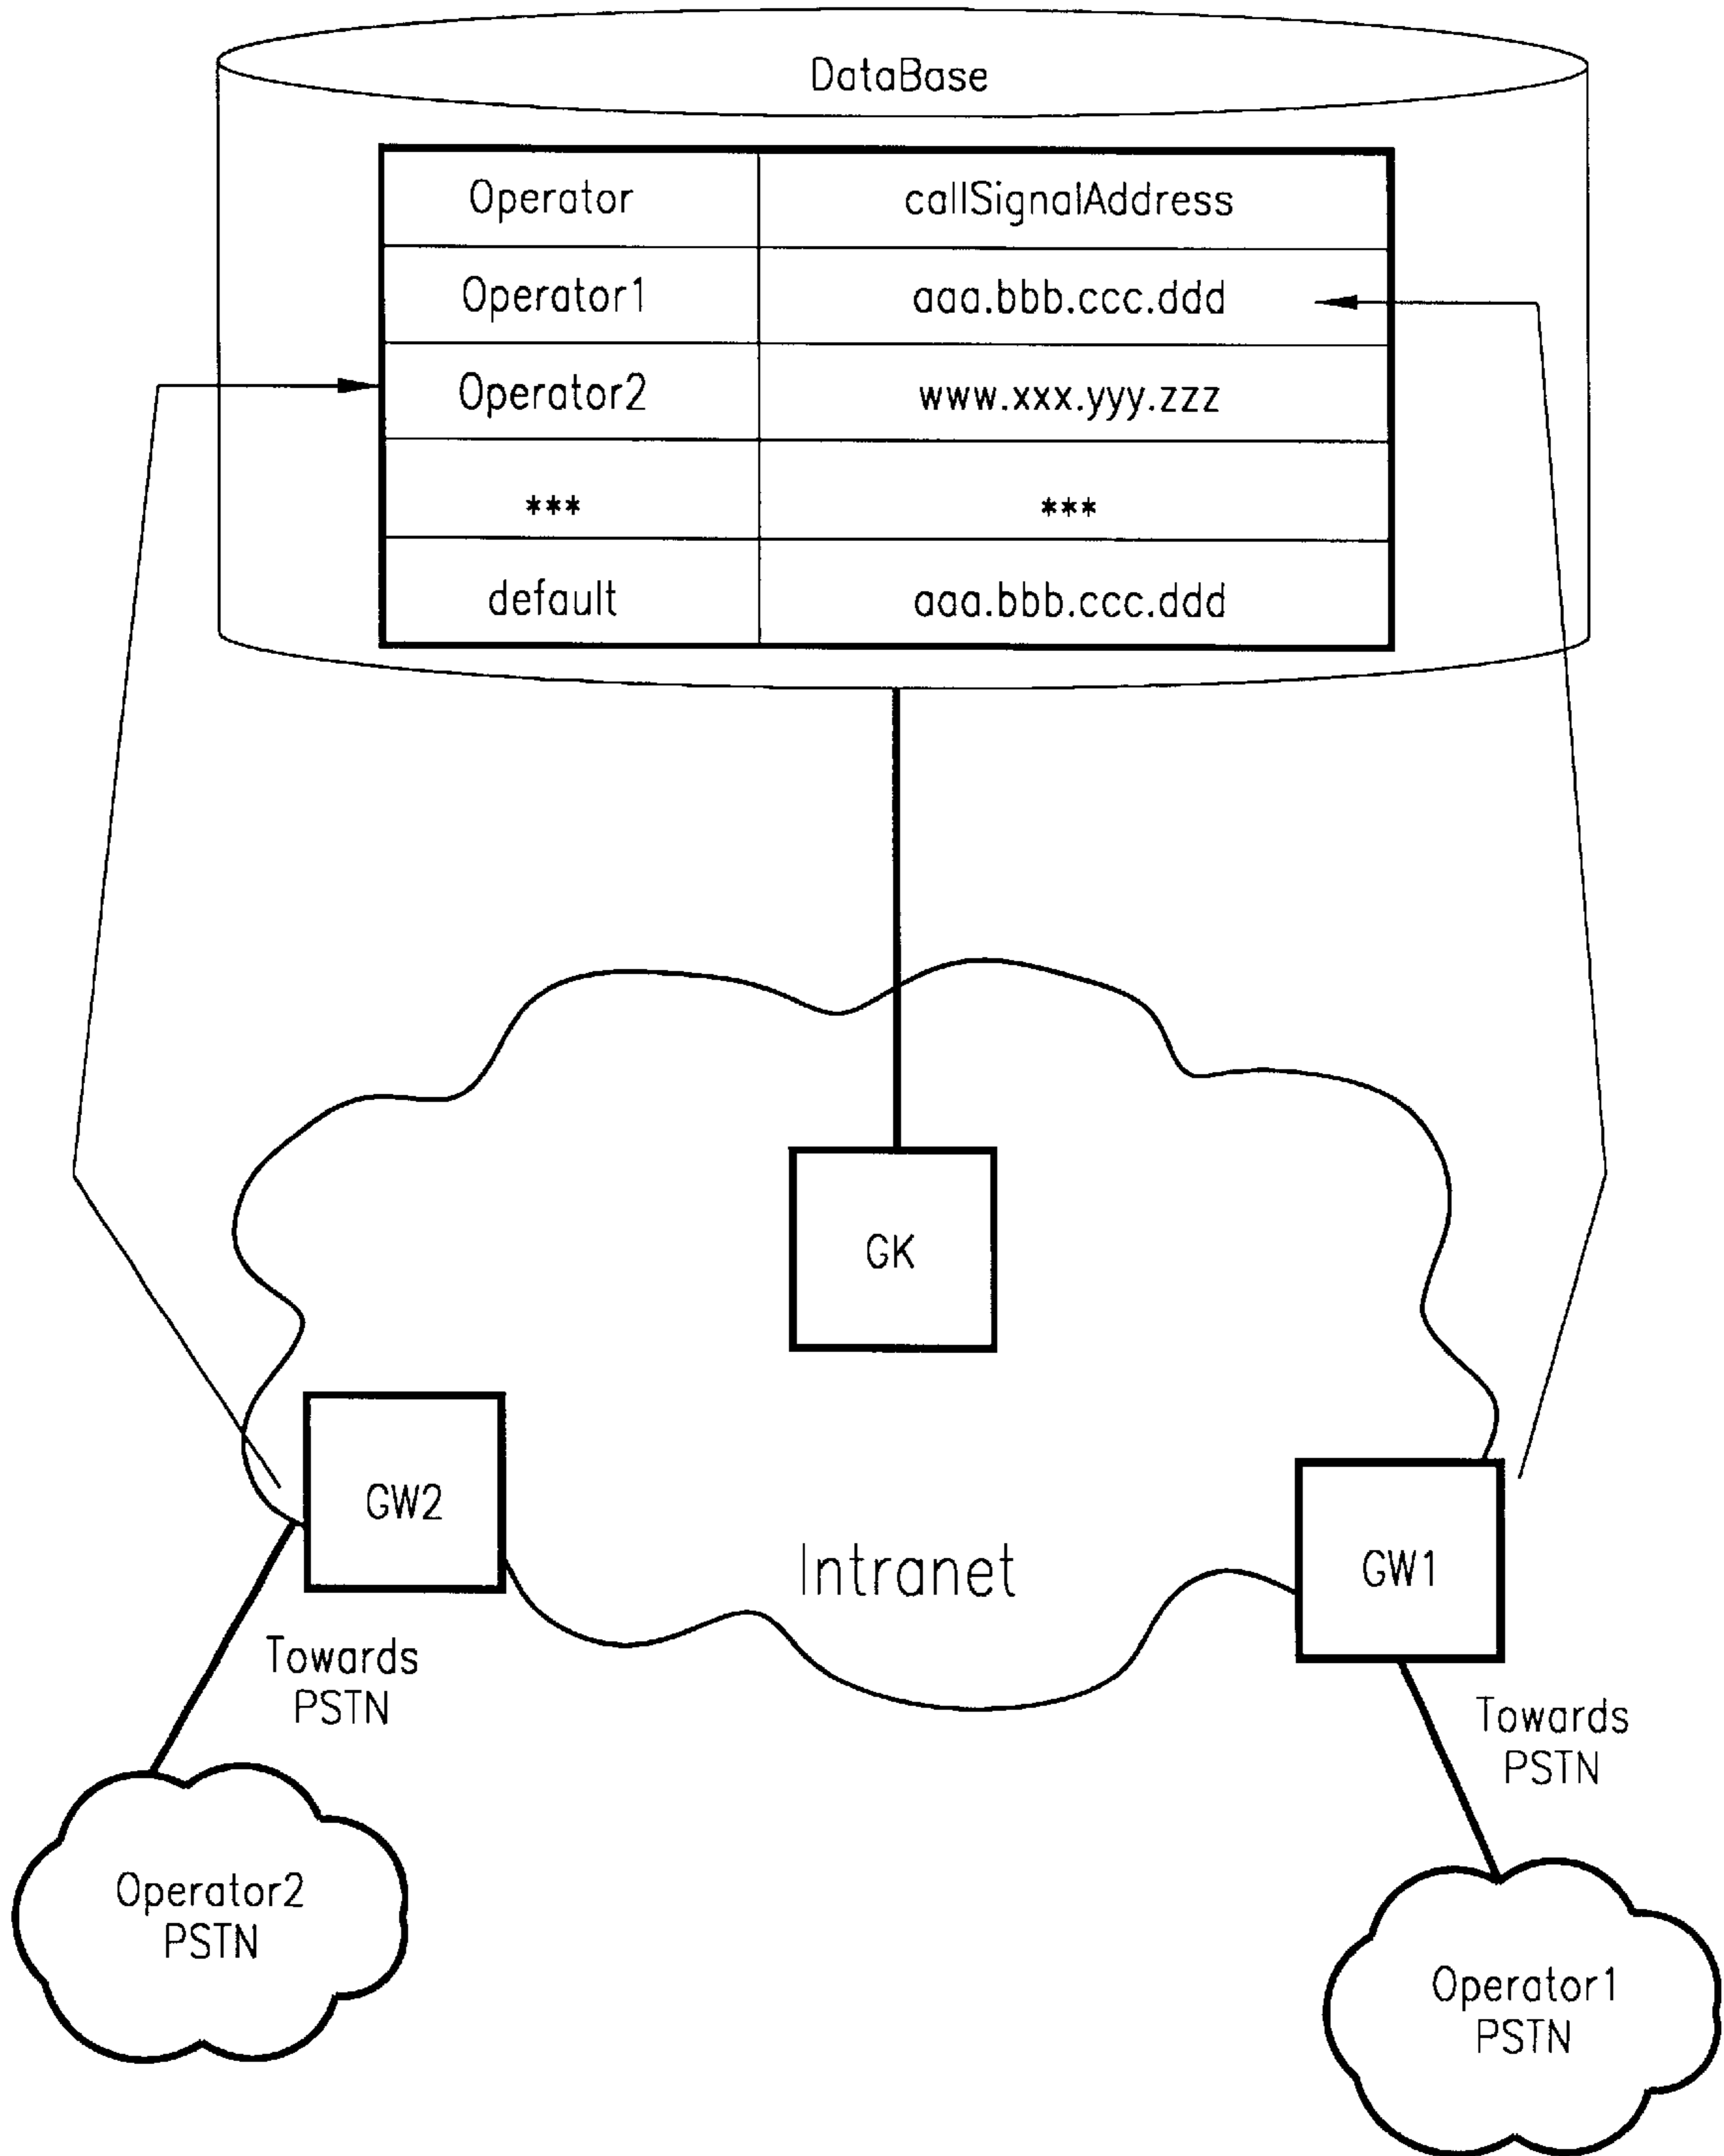 DataBase
Operator callSignalAddress
Operator1 aaa.bbb.ccc.ddd
Operator2 www.xxx.yyy.zzz
*** ***
default aaa.bbb.ccc.ddd
GK
GW2
GW1
Intranet
Towards
PSTN
Towards
PSTN
Operator2
PSTN
Operator1
PSTN